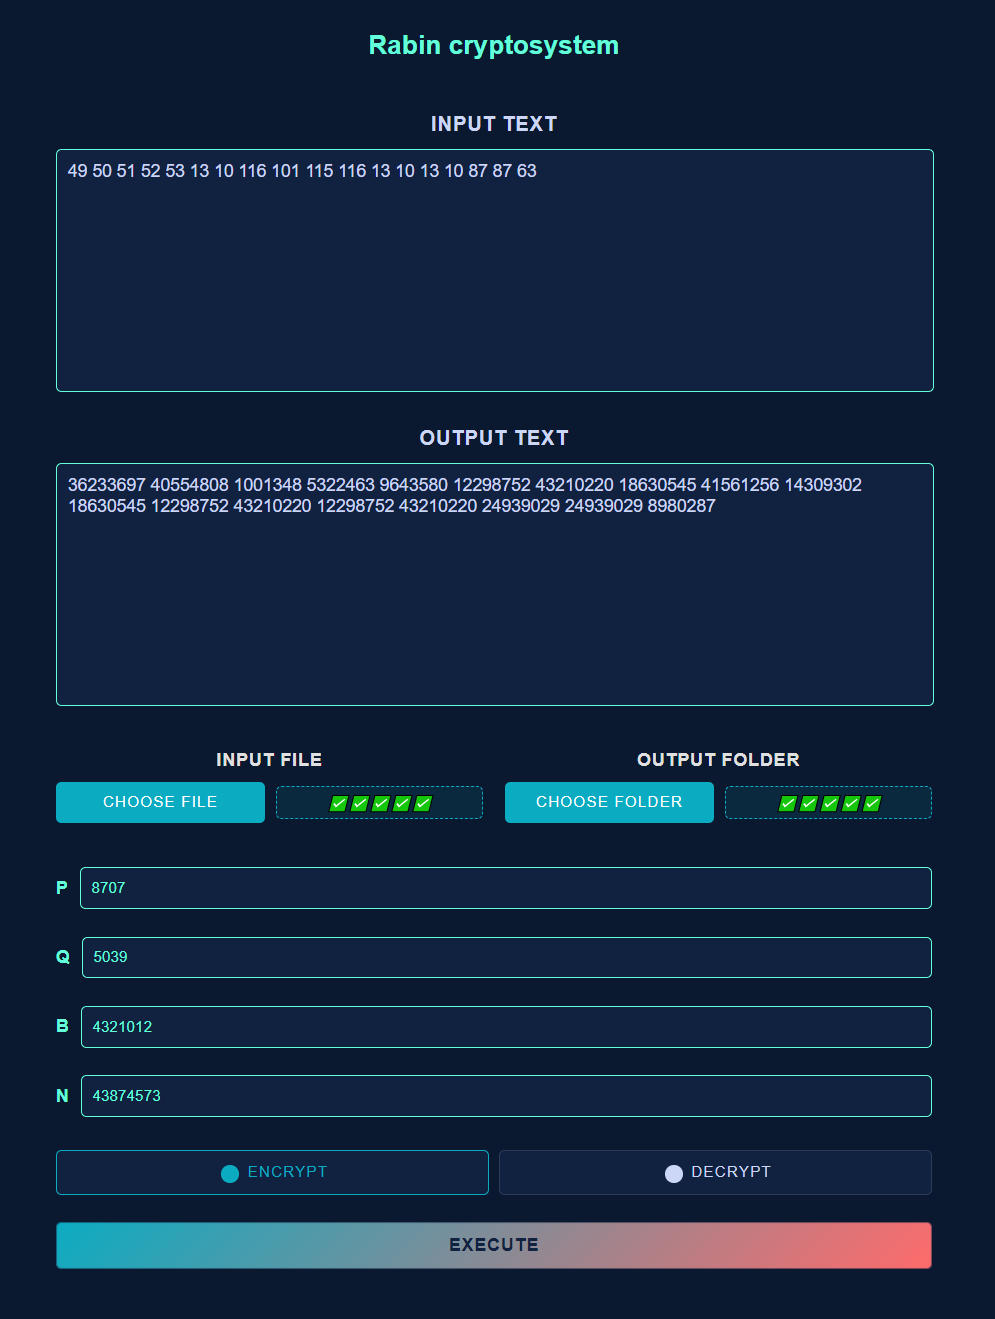 Rabin cryptosystem
INPUT TEXT
49 50 51 52 53 13 10 116 101 115 116 13 10 13 10 87 87 63
OUTPUT TEXT
36233697 40554808 1001348 5322463 9643580 12298752 43210220 18630545 41561256 14309302
18630545 12298752 43210220 12298752 43210220 24939029 24939029 8980287
INPUT FILE
OUTPUT FOLDER
CHOOSE FILE
CHOOSE FOLDER
P 8707
Q 5039
B 4321012
N 43874573
ENCRYPT
DECRYPT
EXECUTE